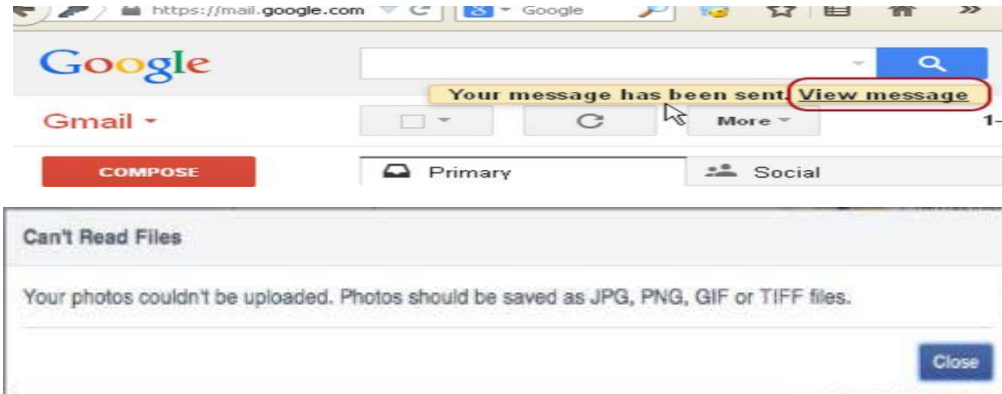 https://mail.google.com Google
Google
Your message has been sent. View message
Gmail
More
1-
COMPOSE Primary Social
Can't Read Files
Your photos couldn't be uploaded. Photos should be saved as JPG, PNG, GIF or TIFF files.
Close